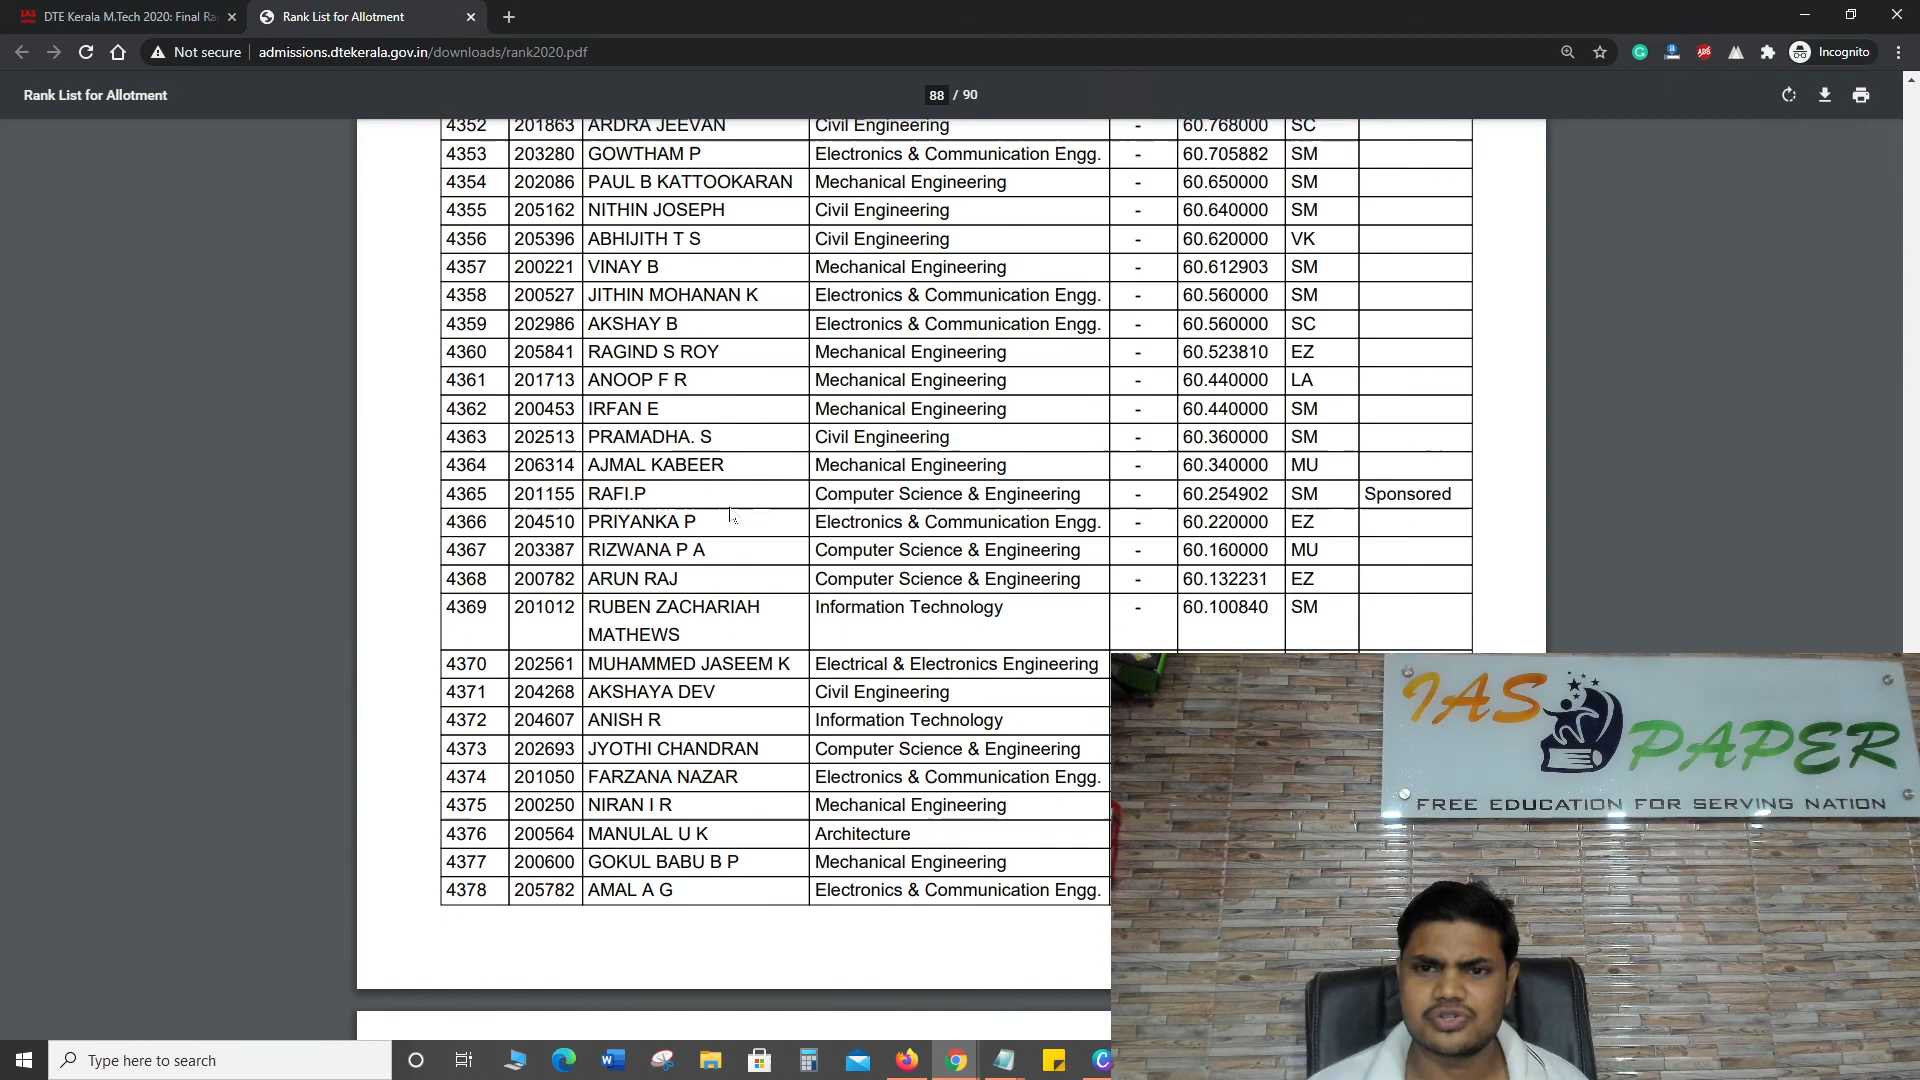 IAS PAPER DTE Kerala M.Tech 2020: Final Ra
Rank List for Allotment
Not secure admissions.dtekerala.gov.in/downloads/rank2020.pdf Incognito
Rank List for Allotment 88 / 90
4352 201863 ARDRA JEEVAN Civil Engineering - 60.768000 SC
4353 203280 GOWTHAM P Electronics & Communication Engg. - 60.705882 SM
4354 202086 PAUL B KATTOOKARAN Mechanical Engineering - 60.650000 SM
4355 205162 NITHIN JOSEPH Civil Engineering - 60.640000 SM
4356 205396 ABHIJITH T S Civil Engineering - 60.620000 VK
4357 200221 VINAY B Mechanical Engineering - 60.612903 SM
4358 200527 JITHIN MOHANAN K Electronics & Communication Engg. - 60.560000 SM
4359 202986 AKSHAY B Electronics & Communication Engg. - 60.560000 SC
4360 205841 RAGIND S ROY Mechanical Engineering - 60.523810 EZ
4361 201713 ANOOP F R Mechanical Engineering - 60.440000 LA
4362 200453 IRFAN E Mechanical Engineering - 60.440000 SM
4363 202513 PRAMADHA. S Civil Engineering - 60.360000 SM
4364 206314 AJMAL KABEER Mechanical Engineering - 60.340000 MU
4365 201155 RAFI.P Computer Science & Engineering - 60.254902 SM Sponsored
4366 204510 PRIYANKA P Electronics & Communication Engg. - 60.220000 EZ
4367 203387 RIZWANA P A Computer Science & Engineering - 60.160000 MU
4368 200782 ARUN RAJ Computer Science & Engineering - 60.132231 EZ
4369 201012 RUBEN ZACHARIAH Information Technology - 60.100840 SM
MATHEWS
4370 202561 MUHAMMED JASEEM K Electrical & Electronics Engineering
4371 204268 AKSHAYA DEV Civil Engineering
4372 204607 ANISH R Information Technology
4373 202693 JYOTHI CHANDRAN Computer Science & Engineering
4374 201050 FARZANA NAZAR Electronics & Communication Engg.
4375 200250 NIRAN I R Mechanical Engineering
4376 200564 MANULAL U K Architecture
4377 200600 GOKUL BABU B P Mechanical Engineering
4378 205782 AMAL A G Electronics & Communication Engg.
IAS
PAPER
FREE EDUCATION FOR SERVING NATION
Type here to search